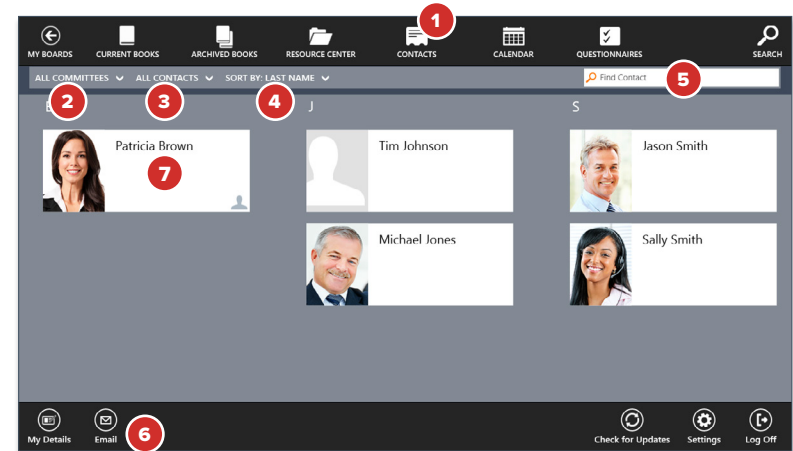 1
MY BOARDS CURRENT BOOKS ARCHIVED BOOKS RESOURCE CENTER CONTACTS CALENDAR QUESTIONNAIRES SEARCH
ALL COMMITTEES ALL CONTACTS SORT BY: LAST NAME Find Contact 5
2 3 4
J S
Patricia Brown Tim Johnson Jason Smith
7
Michael Jones Sally Smith
My Details Email 6 Check for Updates Settings Log Off